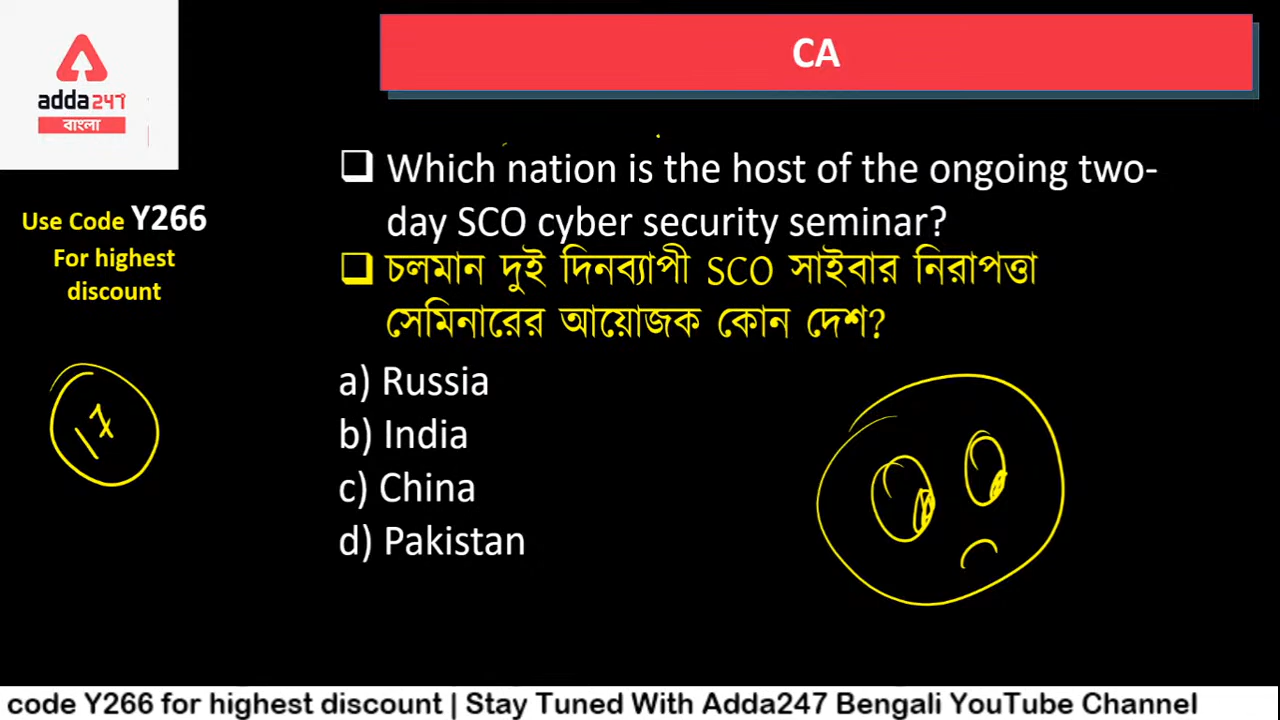 CA
adda247
বাংলা
Use Code Y266
For highest
discount
17
Which nation is the host of the ongoing two-
day SCO cyber security seminar?
চলমান দুই দিনব্যাপী SCO সাইবার নিরাপত্তা
সেমিনারের আয়োজক কোন দেশ?
a) Russia
b) India
c) China
d) Pakistan
code Y266 for highest discount | Stay Tuned With Adda247 Bengali YouTube Channel